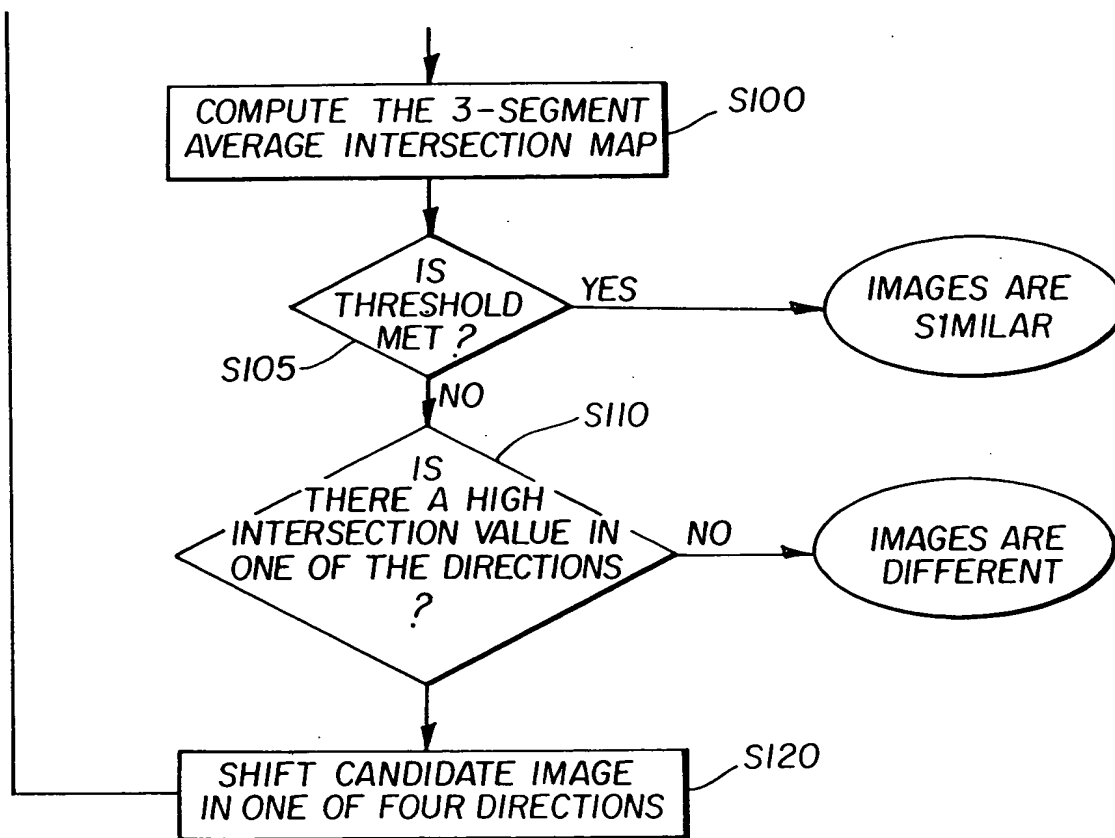 COMPUTE THE 3-SEGMENT
AVERAGE INTERSECTION MAP
S100
IS
THRESHOLD
MET ?
S105
YES
IMAGES ARE
SIMILAR
NO
S110
IS
THERE A HIGH
INTERSECTION VALUE IN
ONE OF THE DIRECTIONS
?
NO
IMAGES ARE
DIFFERENT
SHIFT CANDIDATE IMAGE
IN ONE OF FOUR DIRECTIONS
S120